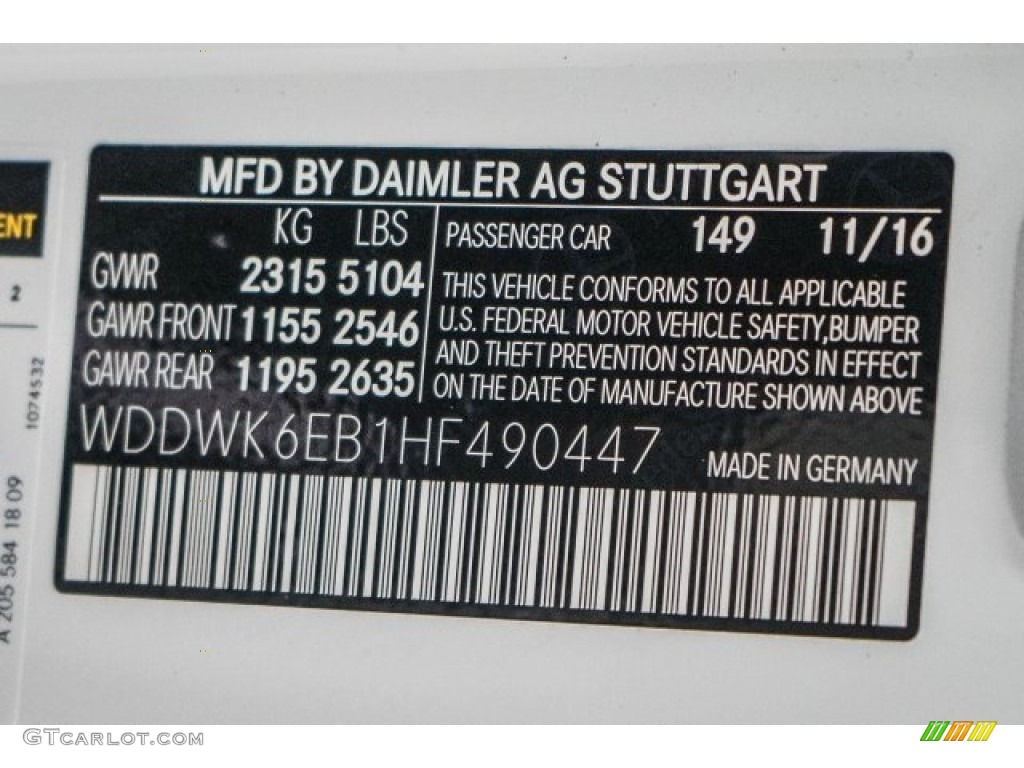 MFD BY DAIMLER AG STUTTGART
KG LBS
GVWR 2315 5104
GAWR FRONT 1155 2546
GAWR REAR 1195 2635
PASSENGER CAR 149 11/16
THIS VEHICLE CONFORMS TO ALL APPLICABLE
U.S. FEDERAL MOTOR VEHICLE SAFETY, BUMPER
AND THEFT PREVENTION STANDARDS IN EFFECT
ON THE DATE OF MANUFACTURE SHOWN ABOVE
WDDWK6EB1HF490447
MADE IN GERMANY
2
1074532
A 205 584 18 09
GTCARLOT.COM